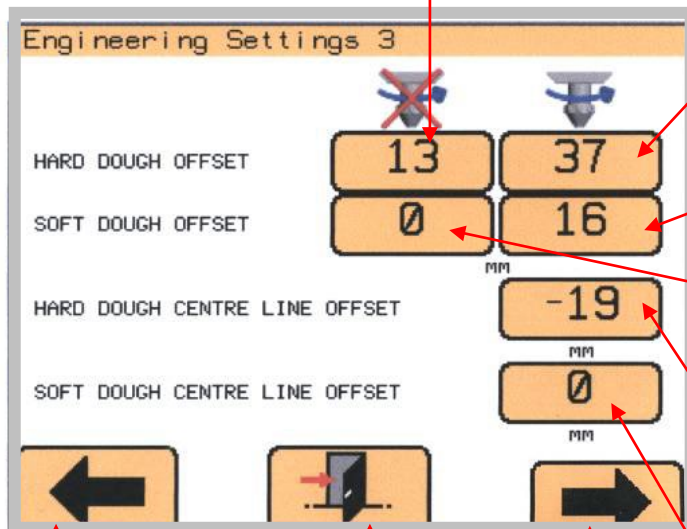 Engineering Settings 3
HARD DOUGH OFFSET 13 37
SOFT DOUGH OFFSET 0 16
MM
HARD DOUGH CENTRE LINE OFFSET -19
MM
SOFT DOUGH CENTRE LINE OFFSET 0
MM